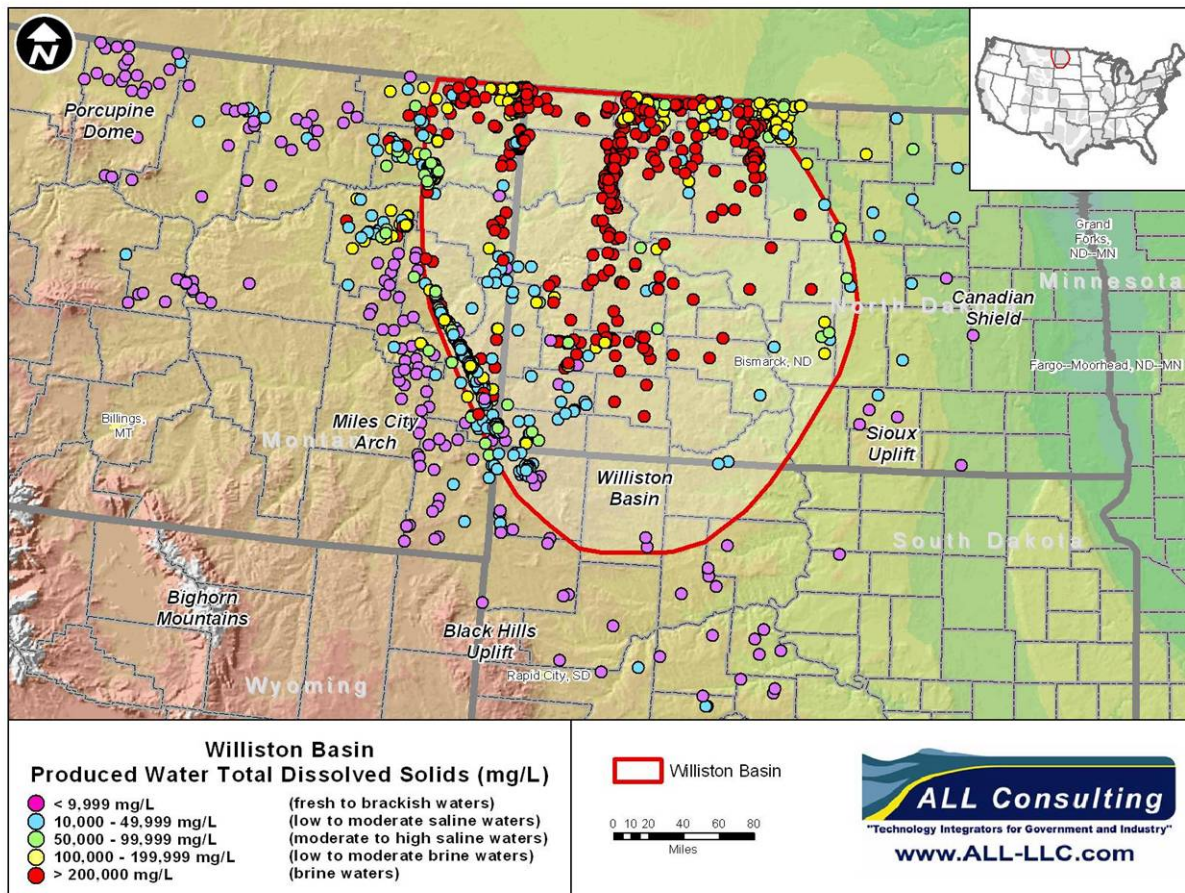 N
Porcupine
Dome
Grand
Forks,
ND--MN
Minnesota
North Dakota
Canadian
Shield
Bismarck, ND
Fargo--Moorhead, ND--MN
Billings,
MT
Miles City
Arch
Montana
Sioux
Uplift
Williston
Basin
South Dakota
Bighorn
Mountains
Black Hills
Uplift
Rapid City, SD
Wyoming
Williston Basin
Produced Water Total Dissolved Solids (mg/L)
< 9,999 mg/L (fresh to brackish waters)
10,000 - 49,999 mg/L (low to moderate saline waters)
50,000 - 99,999 mg/L (moderate to high saline waters)
100,000 - 199,999 mg/L (low to moderate brine waters)
> 200,000 mg/L (brine waters)
Williston Basin
0 10 20 40 60 80
Miles
ALL Consulting
"Technology Integrators for Government and Industry"
www.ALL-LLC.com